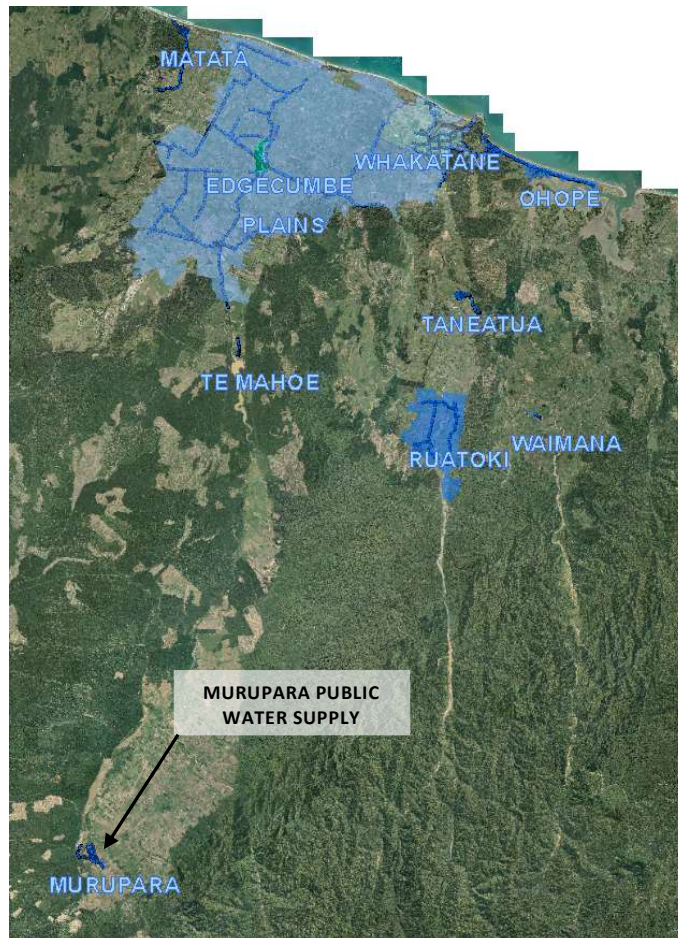 MATATA
WHAKATANE
EDGECUMBE
OHOPE
PLAINS
TANEATUA
TE MAHOE
WAIMANA
RUATOKI
MURUPARA PUBLIC
WATER SUPPLY
MURUPARA